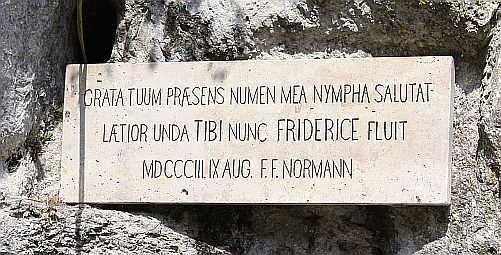 GRATA TUUM PRÆSENS NUMEN MEA NYMPHA SALUTAT
LÆTIOR UNDA TIBI NUNC FRIDERICE FLUIT
MDCCCIII. IX AUG. F. F. NORMANN